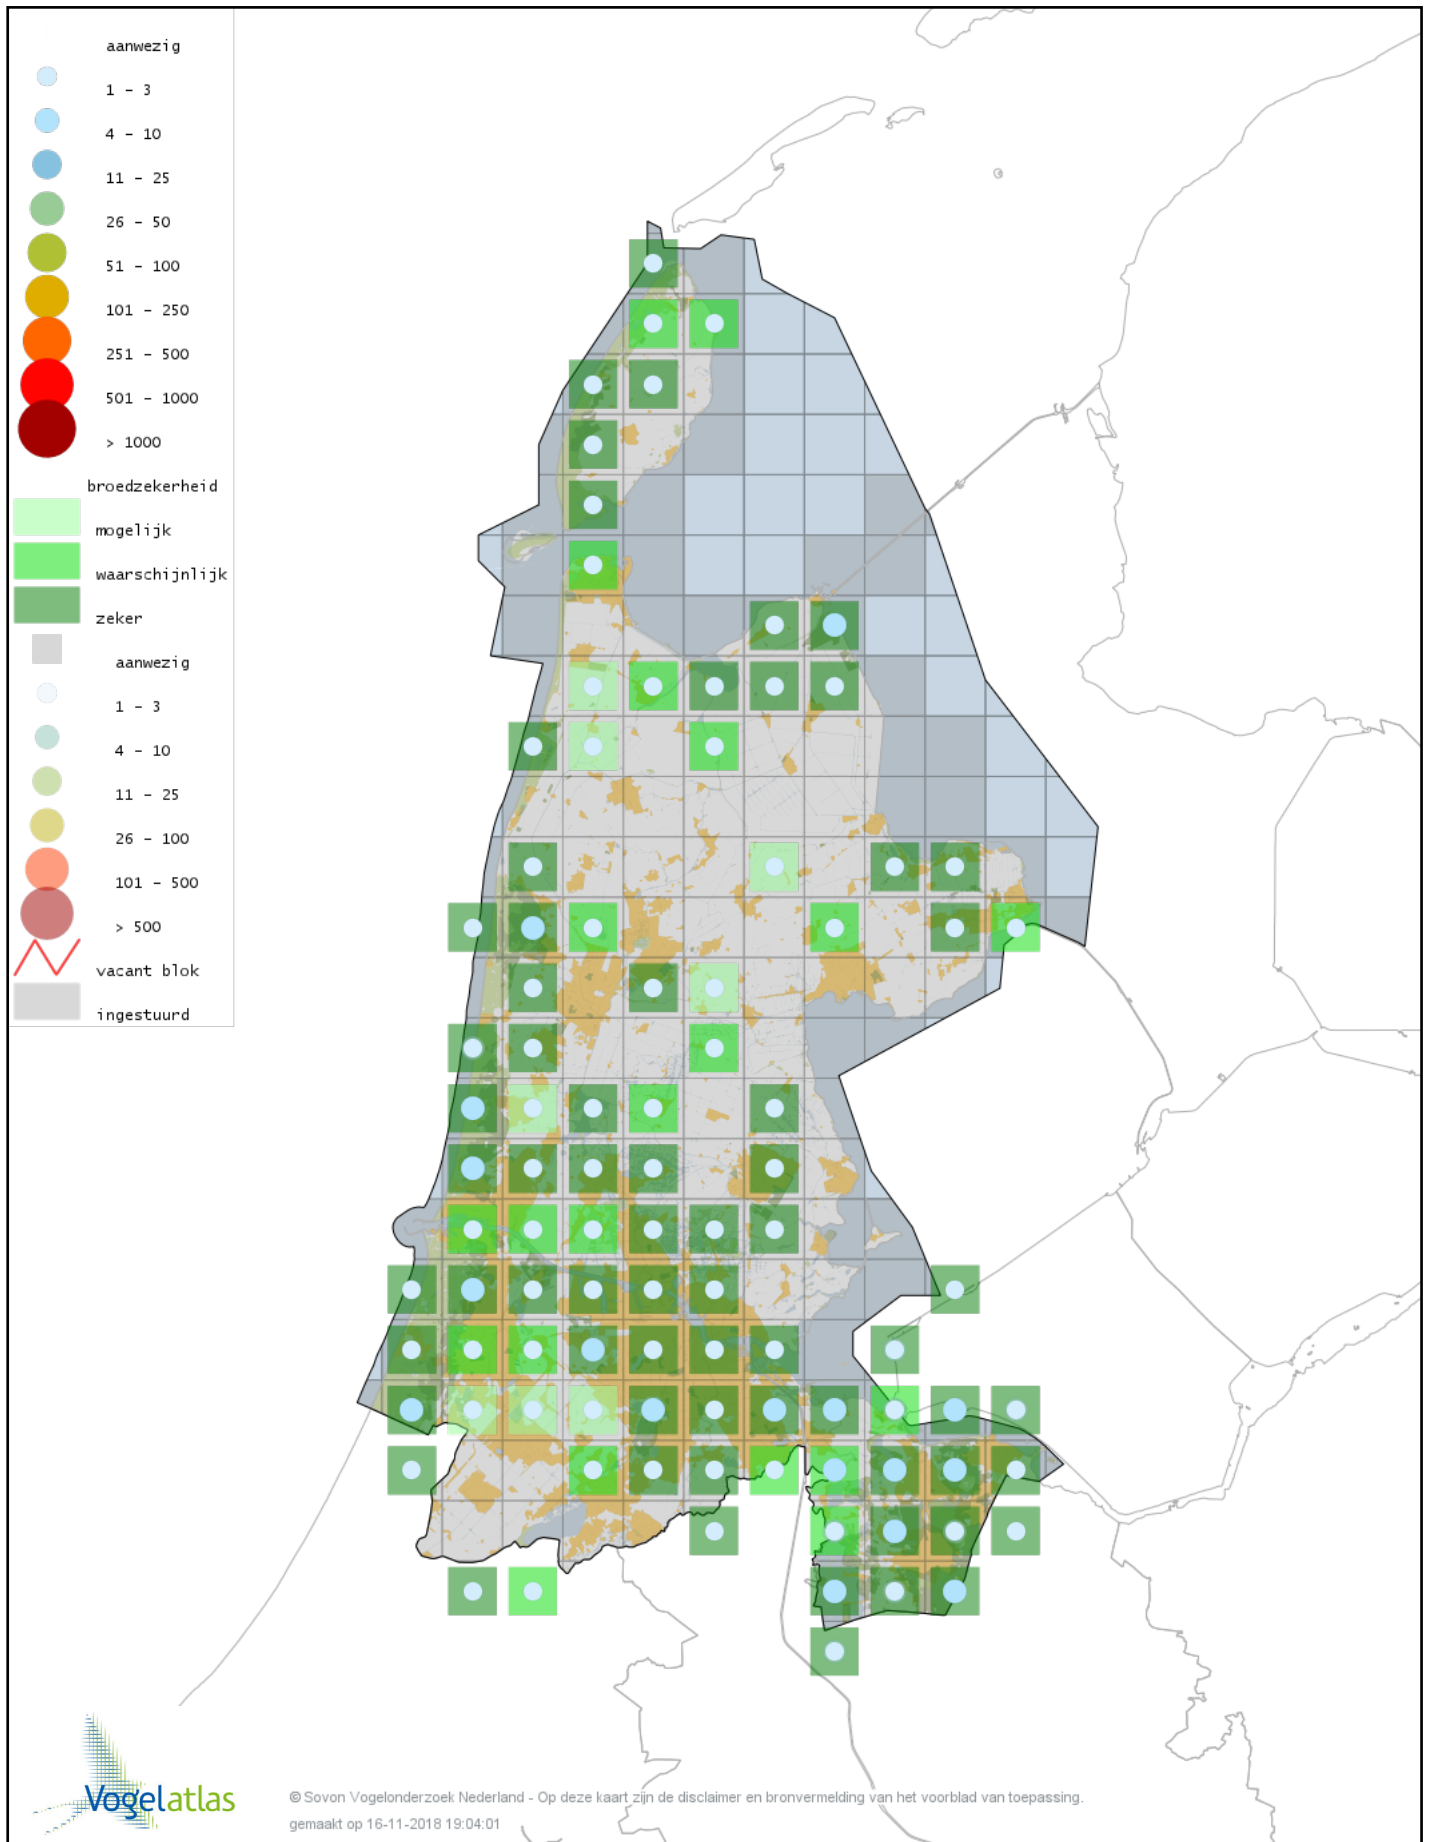 aanwezig
1 - 3
4 - 10
11 - 25
26 - 50
51 - 100
101 - 250
251 - 500
501 - 1000
> 1000
broedzekerheid
mogelijk
waarschijnlijk
zeker
aanwezig
1 - 3
4 - 10
11 - 25
26 - 100
101 - 500
> 500
vacant blok
ingestuurd
Vogelatlas
© Sovon Vogelonderzoek Nederland - Op deze kaart zijn de disclaimer en bronvermelding van het voorblad van toepassing.
gemaakt op 16-11-2018 19:04:01